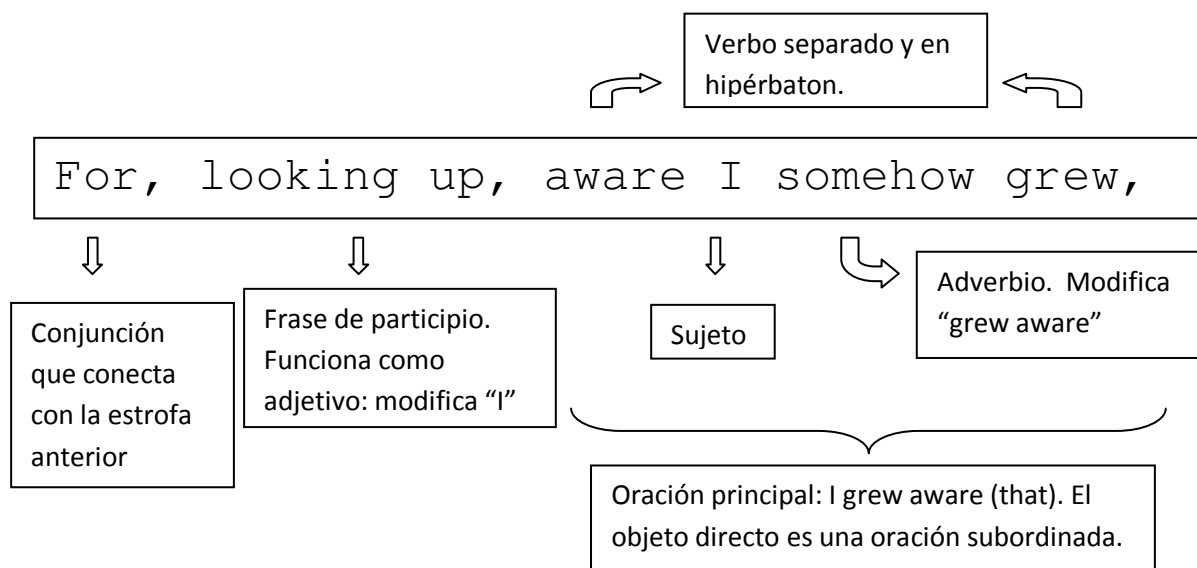 Verbo separado y en
hipérbaton.
For, looking up, aware I somehow grew,
Conjunción
que conecta
con la estrofa
anterior
Frase de participio.
Funciona como
adjetivo: modifica “I”
Sujeto
Adverbio. Modifica
“grew aware”
Oración principal: I grew aware (that). El
objeto directo es una oración subordinada.